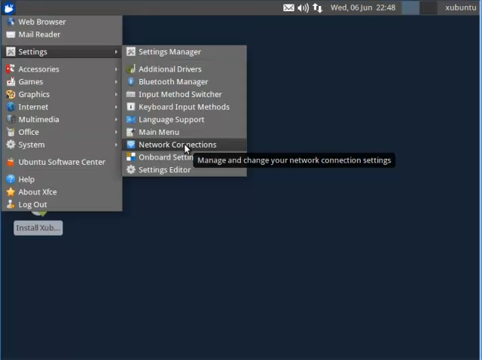 Wed, 06 Jun 22:48
xubuntu
Web Browser
Mail Reader
Settings
Accessories
Games
Graphics
Internet
Multimedia
Office
System
Ubuntu Software Center
Help
About Xfce
Log Out
Settings Manager
Additional Drivers
Bluetooth Manager
Input Method Switcher
Keyboard Input Methods
Language Support
Main Menu
Network Connections
Onboard Settin
Settings Editor
Manage and change your network connection settings
Install Xub...